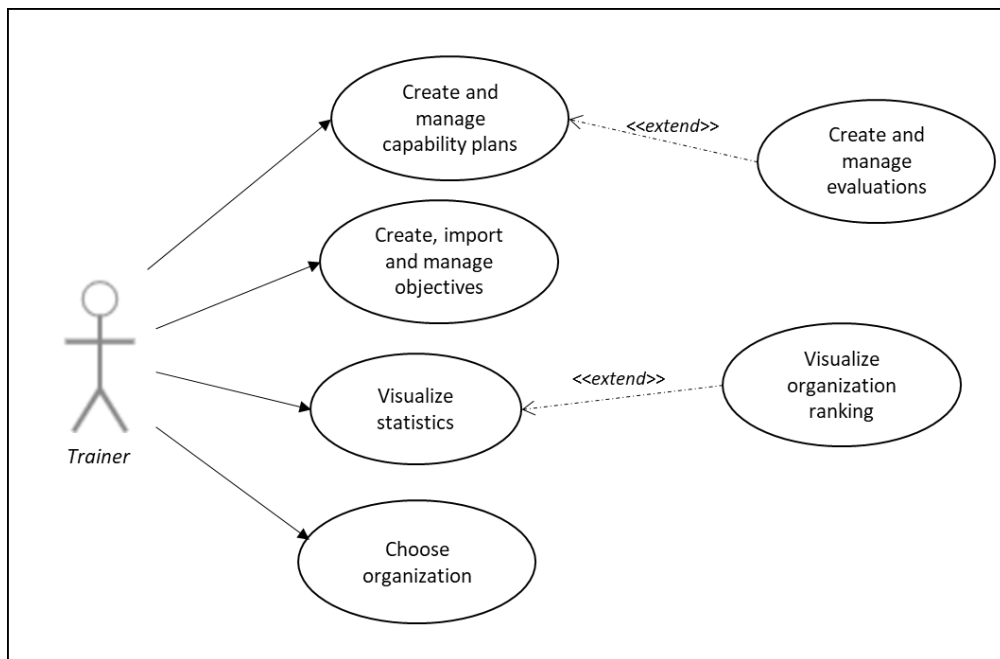 Create and
manage
capability plans
<<extend>>
Create and
manage
evaluations
Create, import
and manage
objectives
Visualize
statistics
<<extend>>
Visualize
organization
ranking
Trainer
Choose
organization